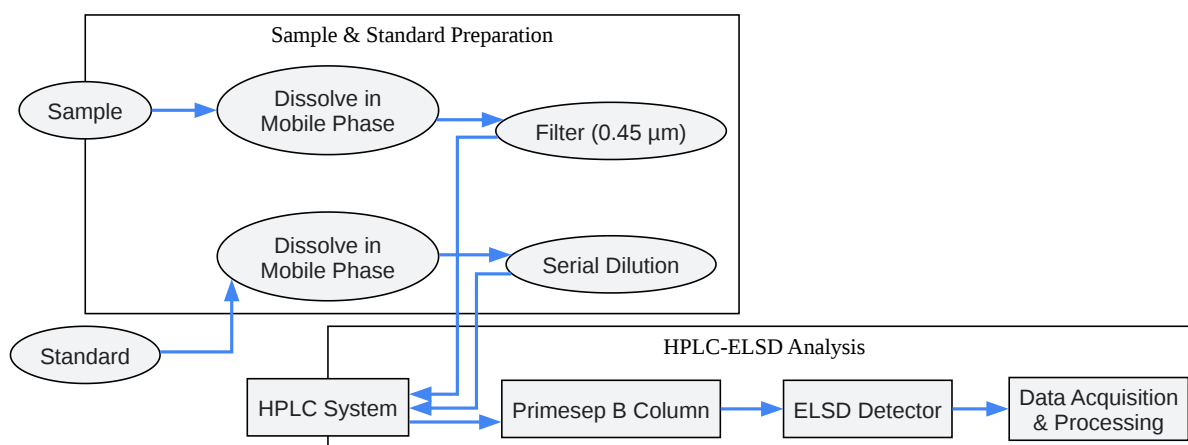 Sample & Standard Preparation
Sample
Dissolve in
Mobile Phase
Filter (0.45 µm)
Dissolve in
Mobile Phase
Serial Dilution
Standard
HPLC-ELSD Analysis
HPLC System
Primesep B Column
ELSD Detector
Data Acquisition
& Processing